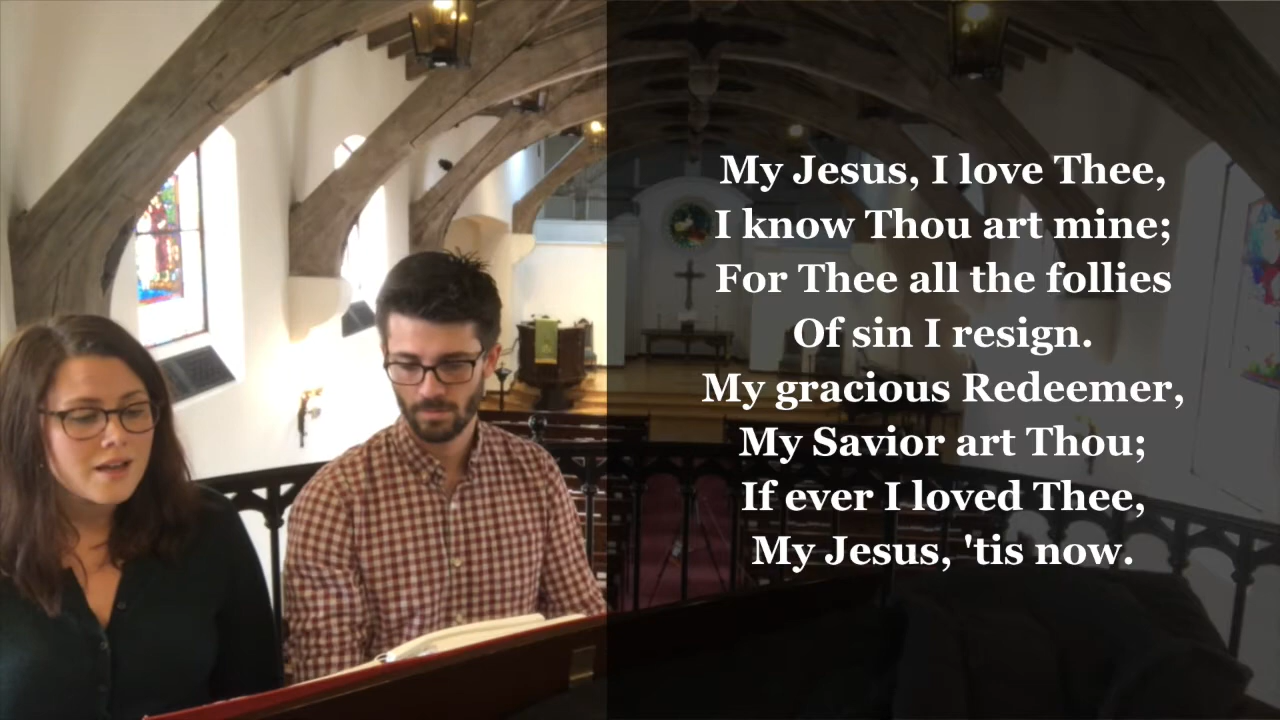 My Jesus, I love Thee,
I know Thou art mine;
For Thee all the follies
Of sin I resign.
My gracious Redeemer,
My Savior art Thou;
If ever I loved Thee,
My Jesus, 'tis now.